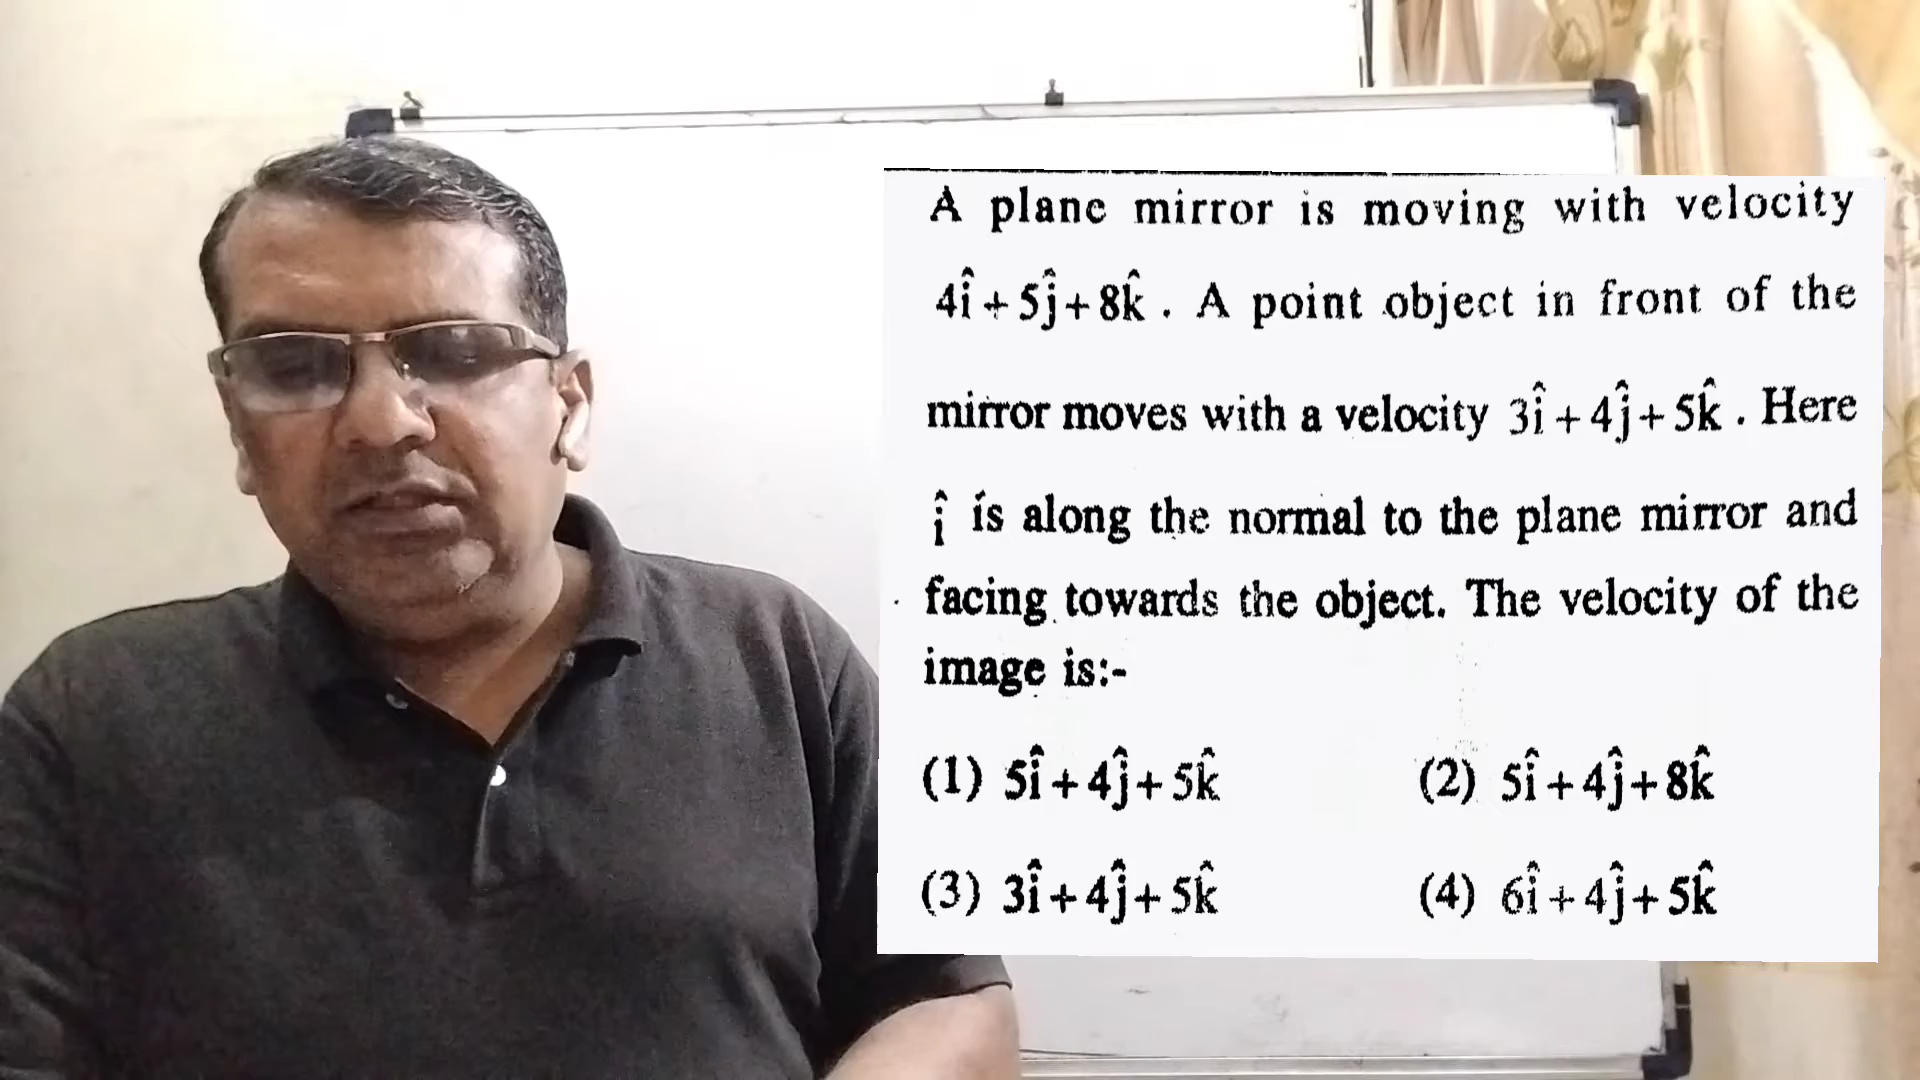 A plane mirror is moving with velocity
4î + 5ĵ + 8k̂ . A point object in front of the
mirror moves with a velocity 3î + 4ĵ + 5k̂ . Here
î is along the normal to the plane mirror and
facing towards the object. The velocity of the
image is:-
(1) 5î + 4ĵ + 5k̂ (2) 5î + 4ĵ + 8k̂
(3) 3î + 4ĵ + 5k̂ (4) 6î + 4ĵ + 5k̂